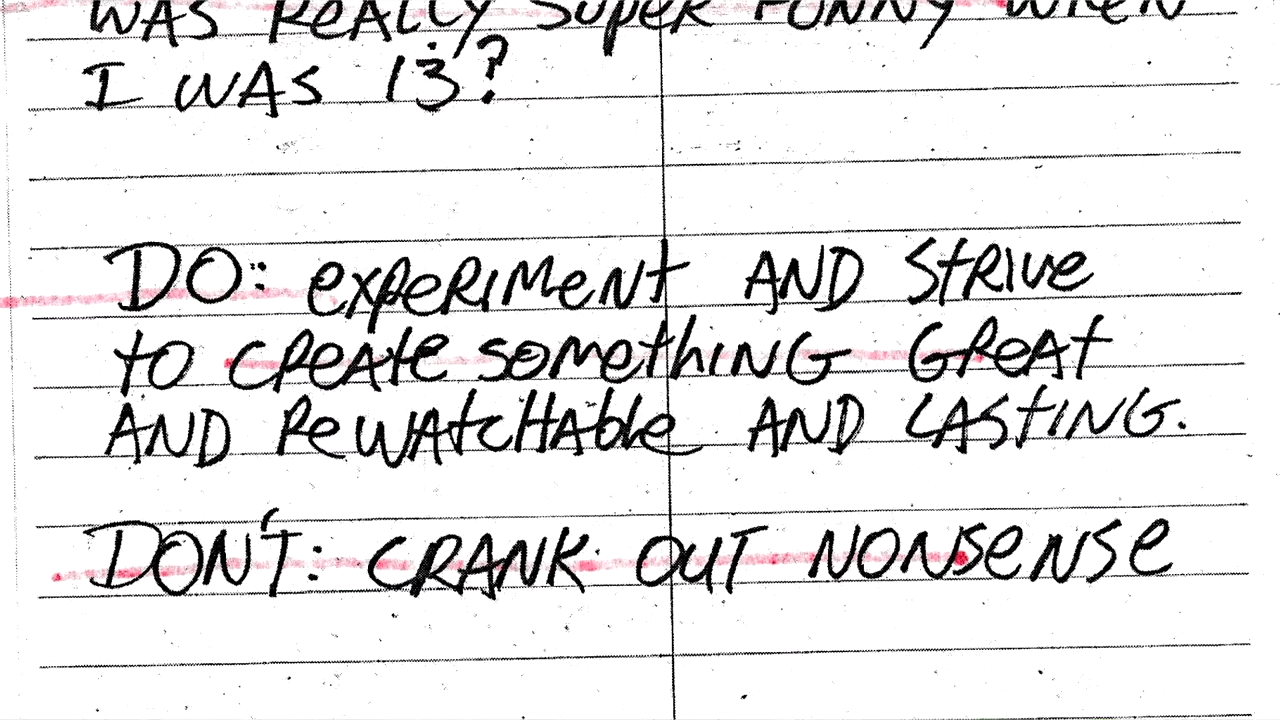 WAS REALLY SUPER FUNNY WHEN
I WAS 13?
DO: EXPERIMENT AND STRIVE
TO CREATE SOMETHING GREAT
AND REWATCHABLE AND LASTING.
DON'T: CRANK OUT NONSENSE